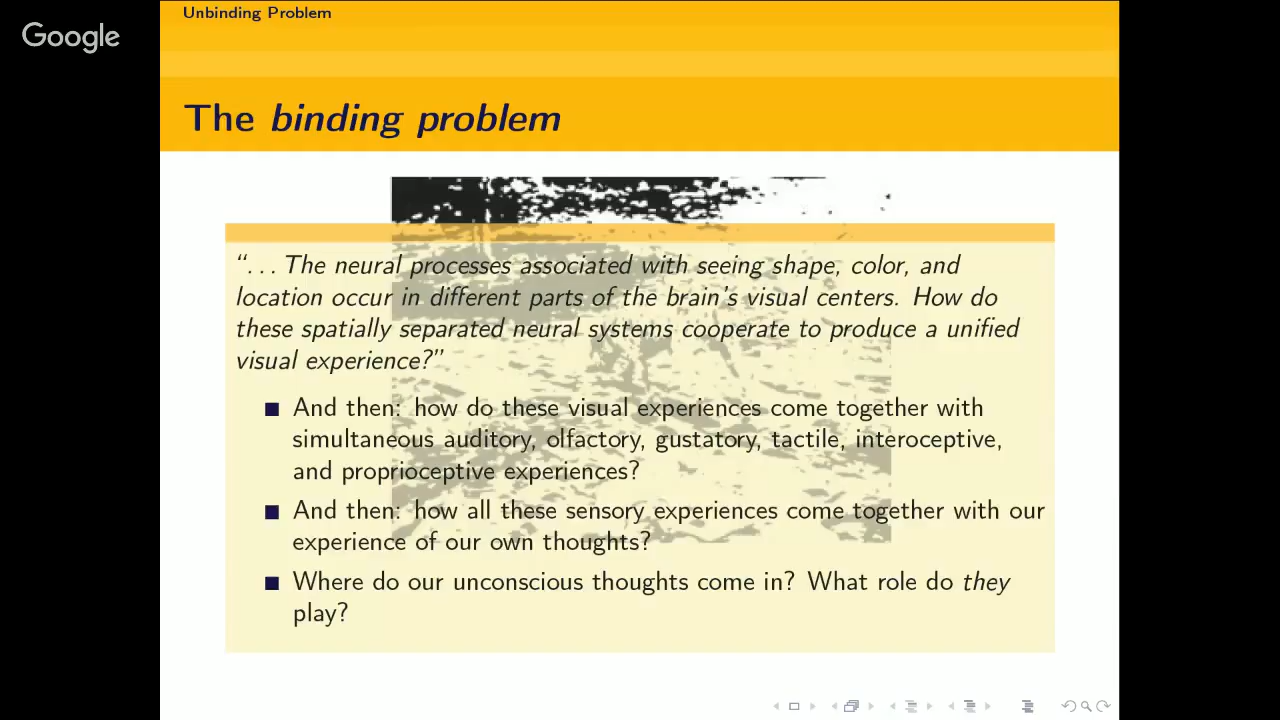 Unbinding Problem
Google
The binding problem
“. . . The neural processes associated with seeing shape, color, and
location occur in different parts of the brain’s visual centers. How do
these spatially separated neural systems cooperate to produce a unified
visual experience?”
And then: how do these visual experiences come together with
simultaneous auditory, olfactory, gustatory, tactile, interoceptive,
and proprioceptive experiences?
And then: how all these sensory experiences come together with our
experience of our own thoughts?
Where do our unconscious thoughts come in? What role do they
play?